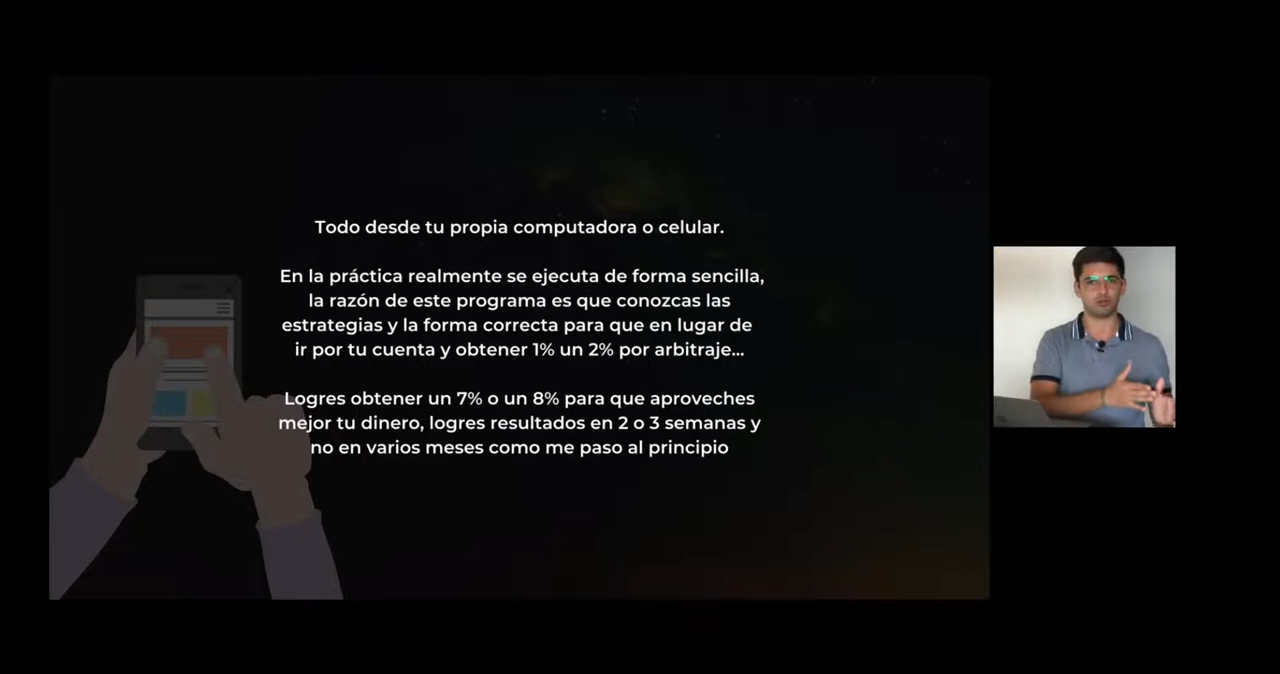 Todo desde tu propia computadora o celular.
En la práctica realmente se ejecuta de forma sencilla,
la razón de este programa es que conozcas las
estrategias y la forma correcta para que en lugar de
ir por tu cuenta y obtener 1% un 2% por arbitraje...
Logres obtener un 7% o un 8% para que aproveches
mejor tu dinero, logres resultados en 2 o 3 semanas y
no en varios meses como me paso al principio